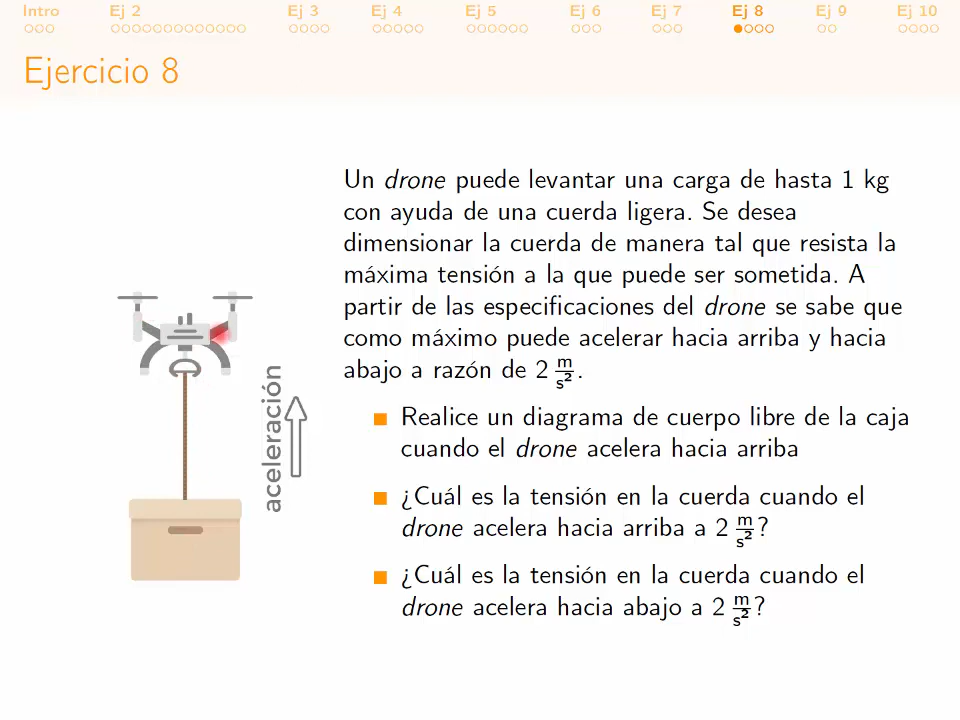 Intro Ej 2 Ej 3 Ej 4 Ej 5 Ej 6 Ej 7 Ej 8 Ej 9 Ej 10
Ejercicio 8
Un drone puede levantar una carga de hasta 1 kg
con ayuda de una cuerda ligera. Se desea
dimensionar la cuerda de manera tal que resista la
máxima tensión a la que puede ser sometida. A
partir de las especificaciones del drone se sabe que
como máximo puede acelerar hacia arriba y hacia
abajo a razón de 2 m/s².
Realice un diagrama de cuerpo libre de la caja
cuando el drone acelera hacia arriba
¿Cuál es la tensión en la cuerda cuando el
drone acelera hacia arriba a 2 m/s²?
¿Cuál es la tensión en la cuerda cuando el
drone acelera hacia abajo a 2 m/s²?
aceleración